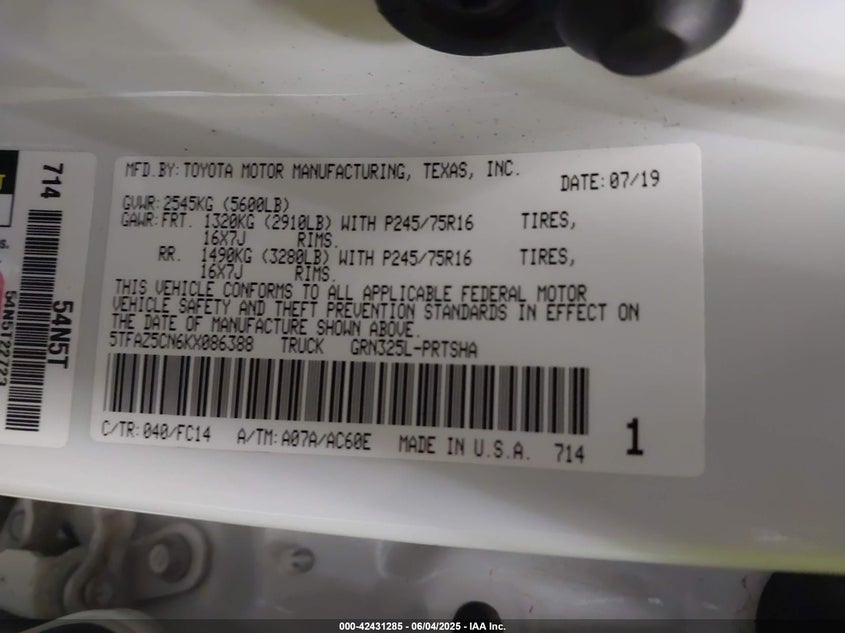 MFD.BY:TOYOTA MOTOR MANUFACTURING, TEXAS, INC.
DATE:07/19
GVWR:2545KG (5600LB)
GAWR:FRT. 1320KG (2910LB) WITH P245/75R16 TIRES,
16X7J RIMS.
RR. 1490KG (3280LB) WITH P245/75R16 TIRES,
16X7J RIMS.
THIS VEHICLE CONFORMS TO ALL APPLICABLE FEDERAL MOTOR
VEHICLE SAFETY AND THEFT PREVENTION STANDARDS IN EFFECT ON
THE DATE OF MANUFACTURE SHOWN ABOVE.
5TFAZ5CN6KX086388 TRUCK GRN325L-PRTSHA
C/TR:040/FC14 A/TM:A07A/AC60E MADE IN U.S.A. 714
1
714
54N5T
54N5T22723
000-42431285 | 06/04/2025 | IAA Inc.